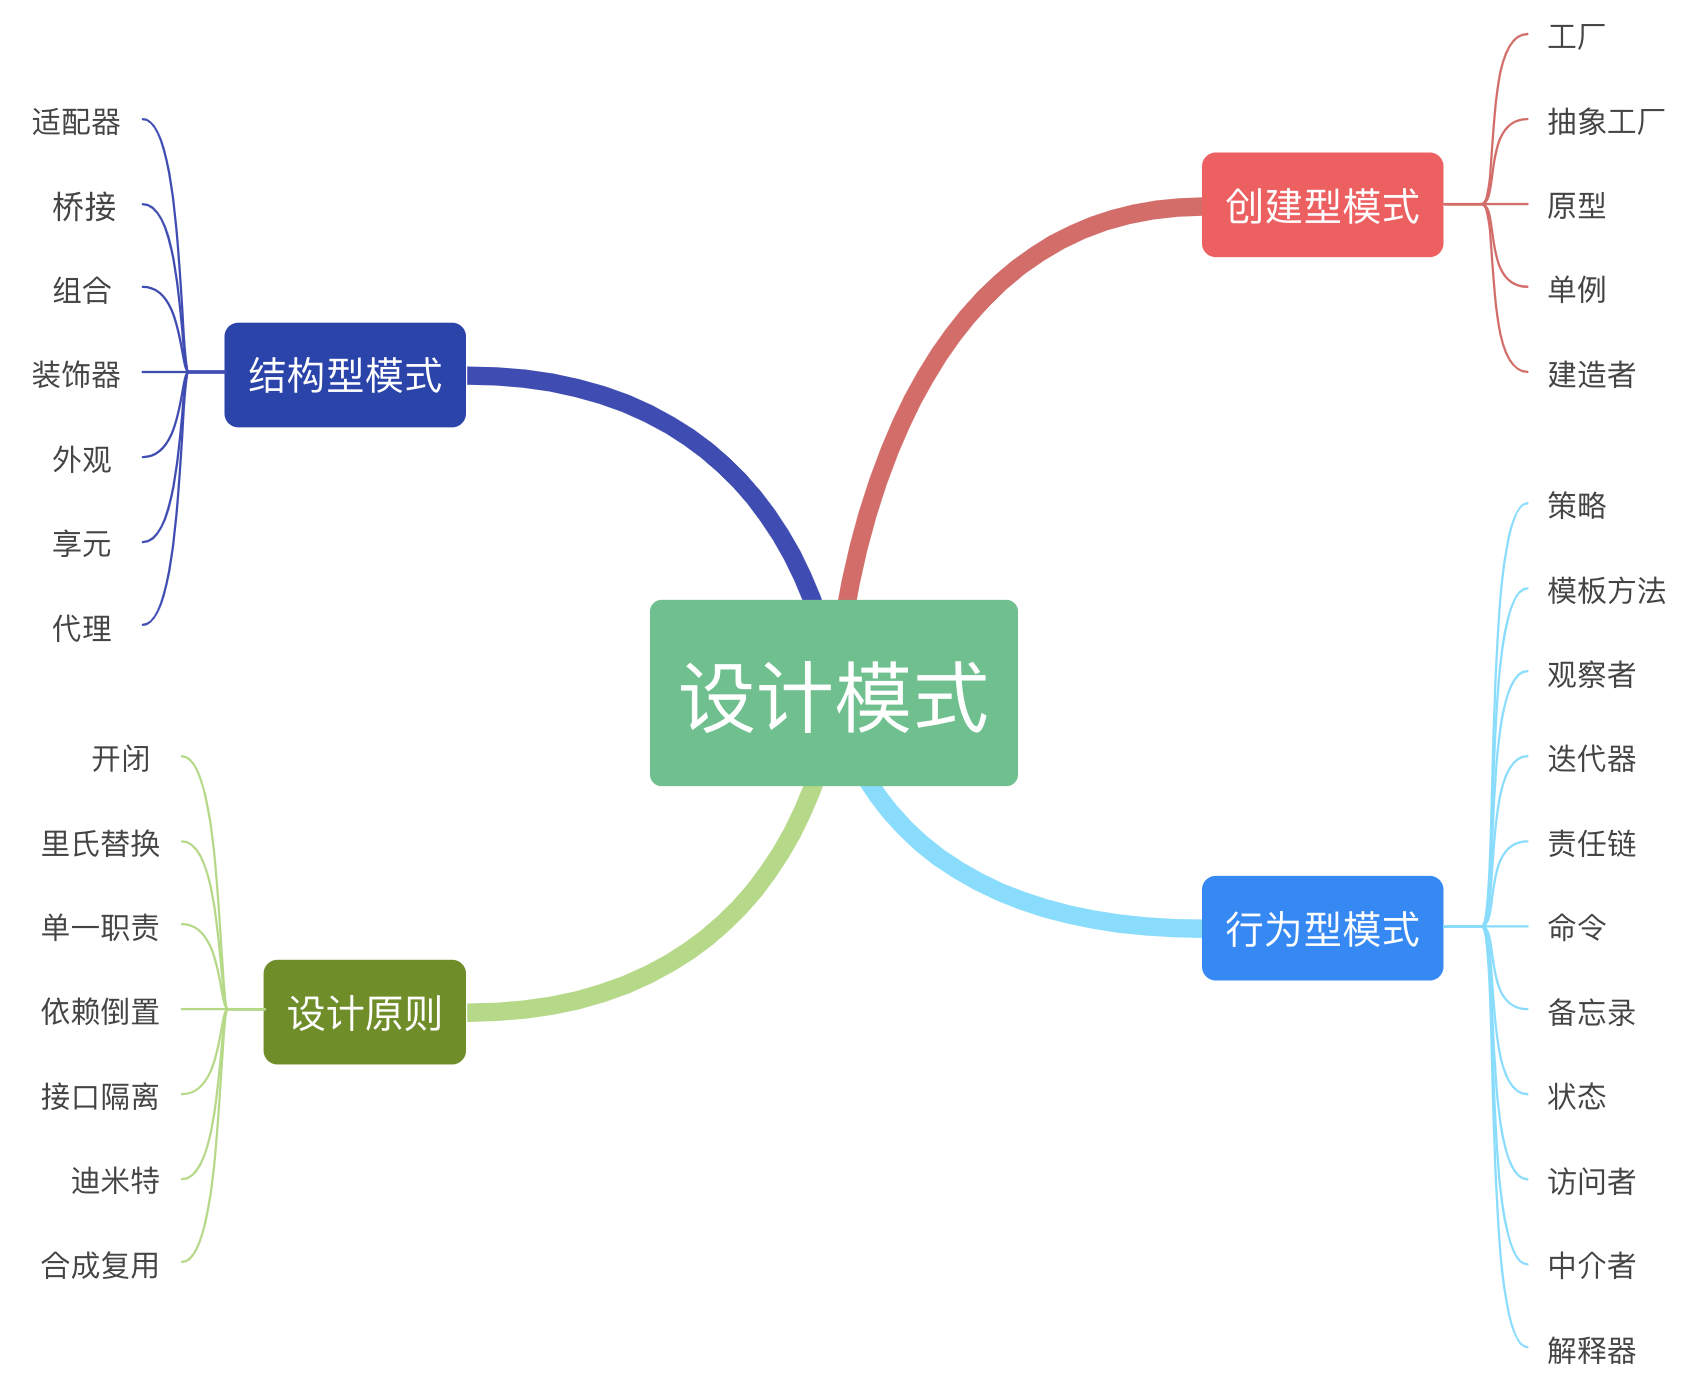 设计模式
创建型模式
工厂
抽象工厂
原型
单例
建造者
行为型模式
策略
模板方法
观察者
迭代器
责任链
命令
备忘录
状态
访问者
中介者
解释器
结构型模式
适配器
桥接
组合
装饰器
外观
享元
代理
设计原则
开闭
里氏替换
单一职责
依赖倒置
接口隔离
迪米特
合成复用